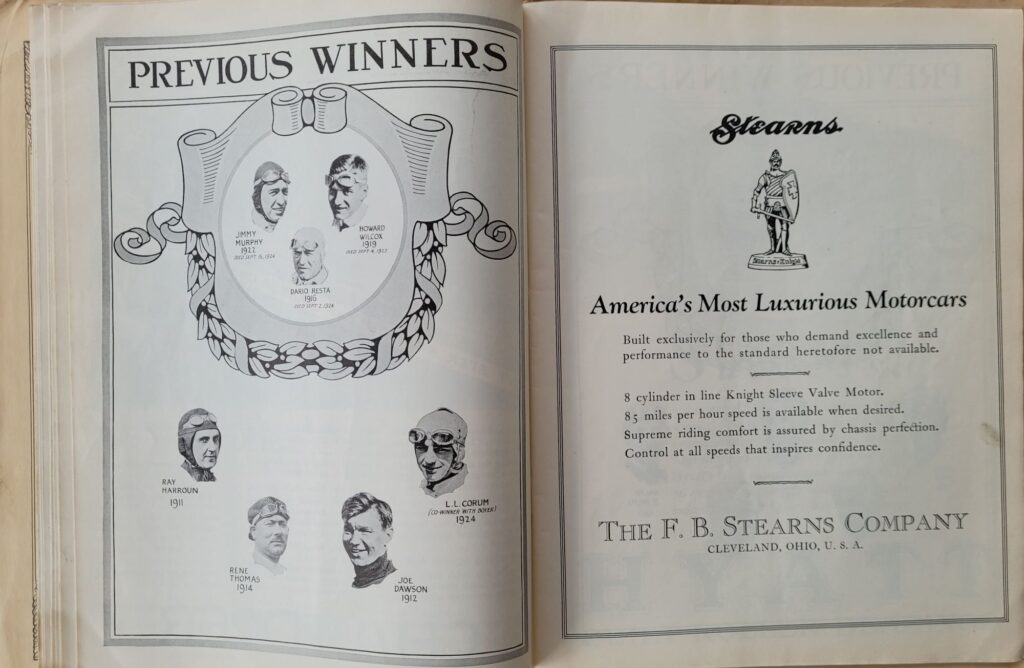 PREVIOUS WINNERS
JIMMY
MURPHY
1922
DIED SEPT. 15, 1924
HOWARD
WILCOX
1919
DIED SEPT. 4, 1923
DARIO RESTA
1916
DIED SEPT. 2, 1924
RAY
HARROUN
1911
L. L. CORUM
(CO-WINNER WITH BOYER)
1924
RENE
THOMAS
1914
JOE
DAWSON
1912
Stearns
Stearns-Knight
America's Most Luxurious Motorcars
Built exclusively for those who demand excellence and
performance to the standard heretofore not available.
8 cylinder in line Knight Sleeve Valve Motor.
85 miles per hour speed is available when desired.
Supreme riding comfort is assured by chassis perfection.
Control at all speeds that inspires confidence.
THE F. B. STEARNS COMPANY
CLEVELAND, OHIO, U. S. A.